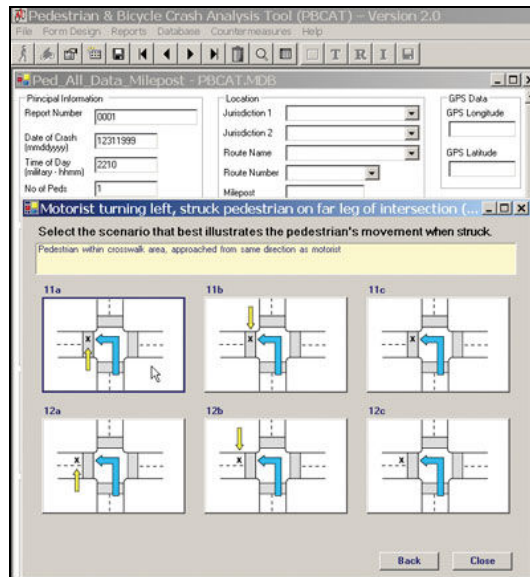 Pedestrian & Bicycle Crash Analysis Tool (PBCAT) – Version 2.0
File Form Design Reports Database Countermeasures Help
T R I
Ped_All_Data_Milepost - PBCAT.MDB
Principal Information
Report Number 0001
Date of Crash
(mmddyyyy) 12311999
Time of Day
(military - hhmm) 2210
No of Peds 1
Location
Jurisdiction 1
Jurisdiction 2
Route Name
Route Number
Milepost
GPS Data
GPS Longitude
GPS Latitude
Motorist turning left, struck pedestrian on far leg of intersection (...
Select the scenario that best illustrates the pedestrian's movement when struck.
Pedestrian within crosswalk area, approached from same direction as motorist
11a 11b 11c
X X X
12a 12b 12c
X X X
Back Close